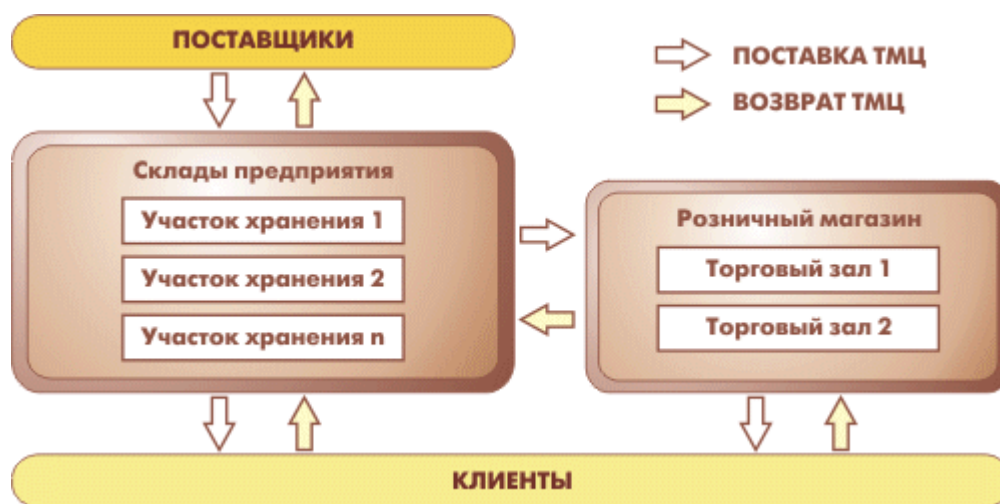 ПОСТАВЩИКИ
ПОСТАВКА ТМЦ
ВОЗВРАТ ТМЦ
Склады предприятия
Участок хранения 1
Участок хранения 2
Участок хранения n
Розничный магазин
Торговый зал 1
Торговый зал 2
КЛИЕНТЫ